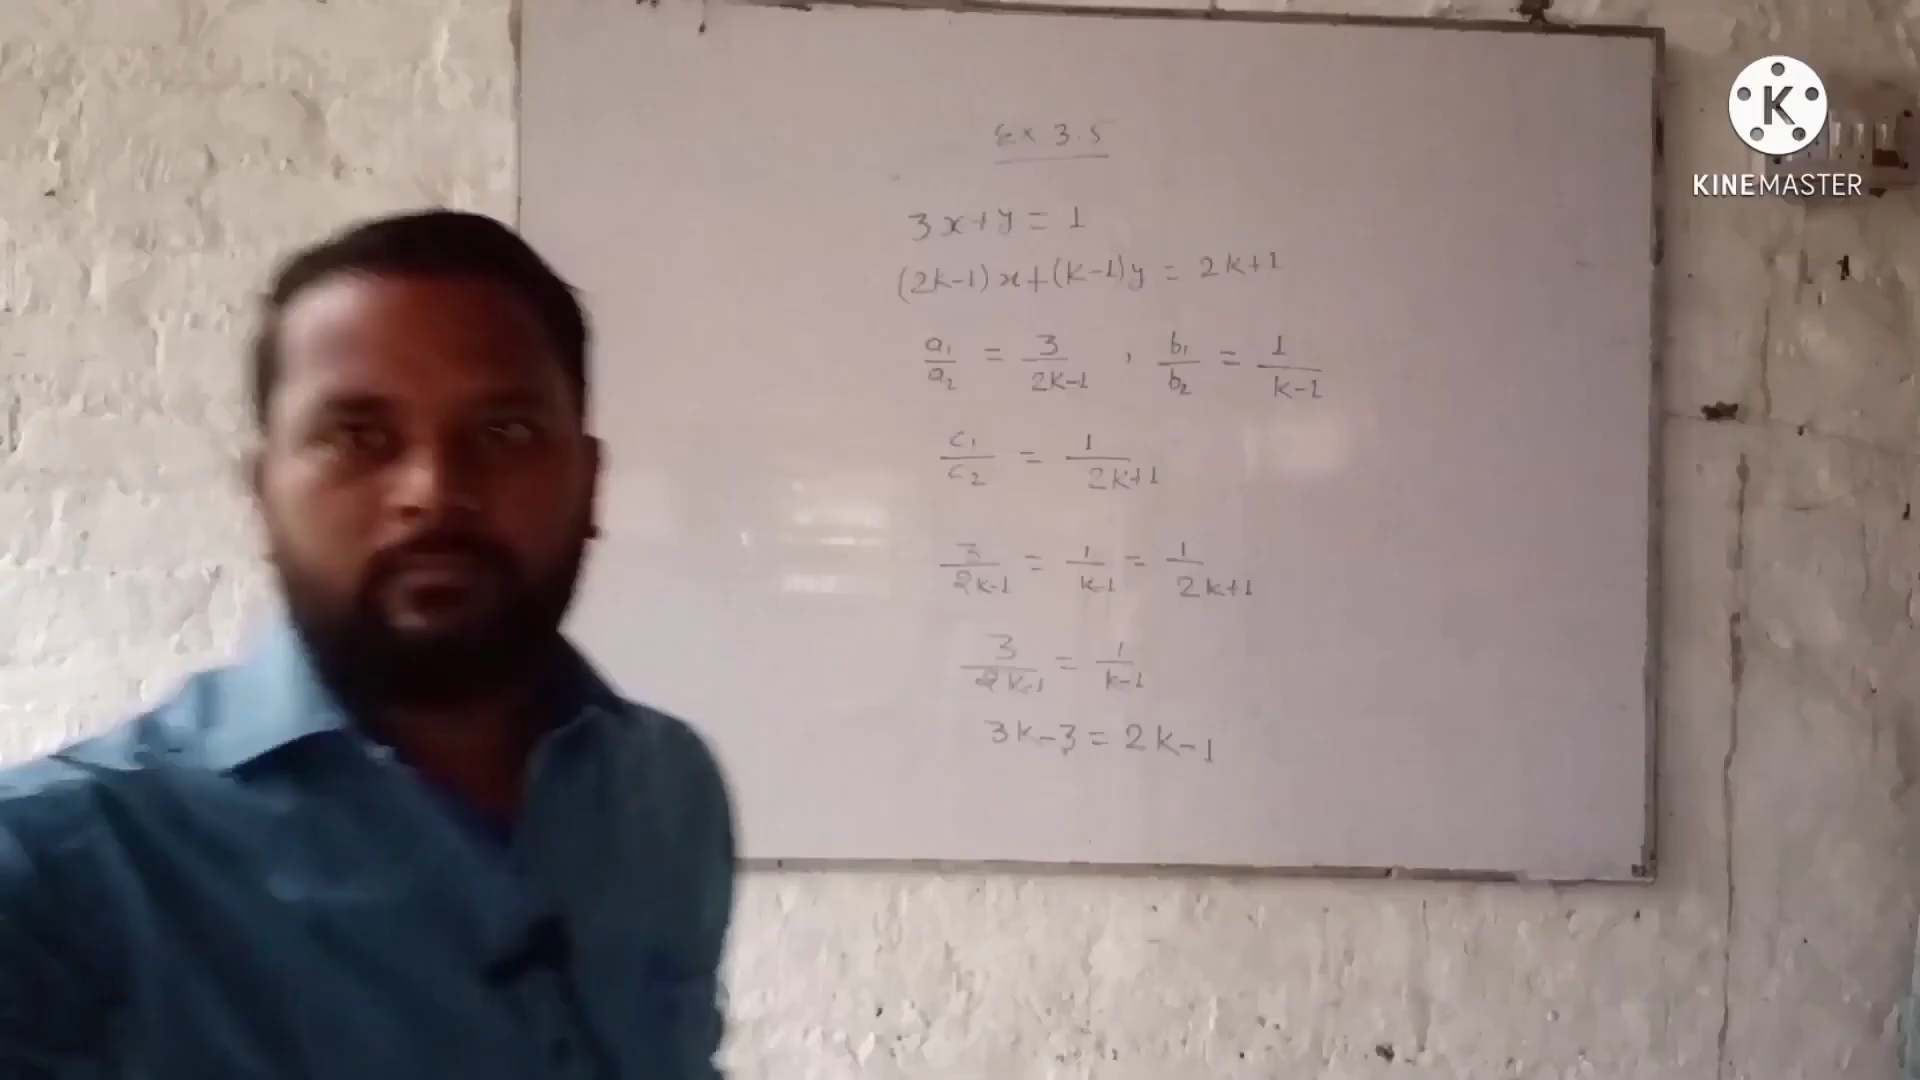 Ex 3.5
3x+y = 1
(2k-1)x+(k-1)y = 2k+1
a₁/a₂ = 3/2k-1 , b₁/b₂ = 1/k-1
c₁/c₂ = 1/2k+1
3/2k-1 = 1/k-1 = 1/2k+1
3/2k-1 = 1/k-1
3k-3 = 2k-1
K
KINEMASTER